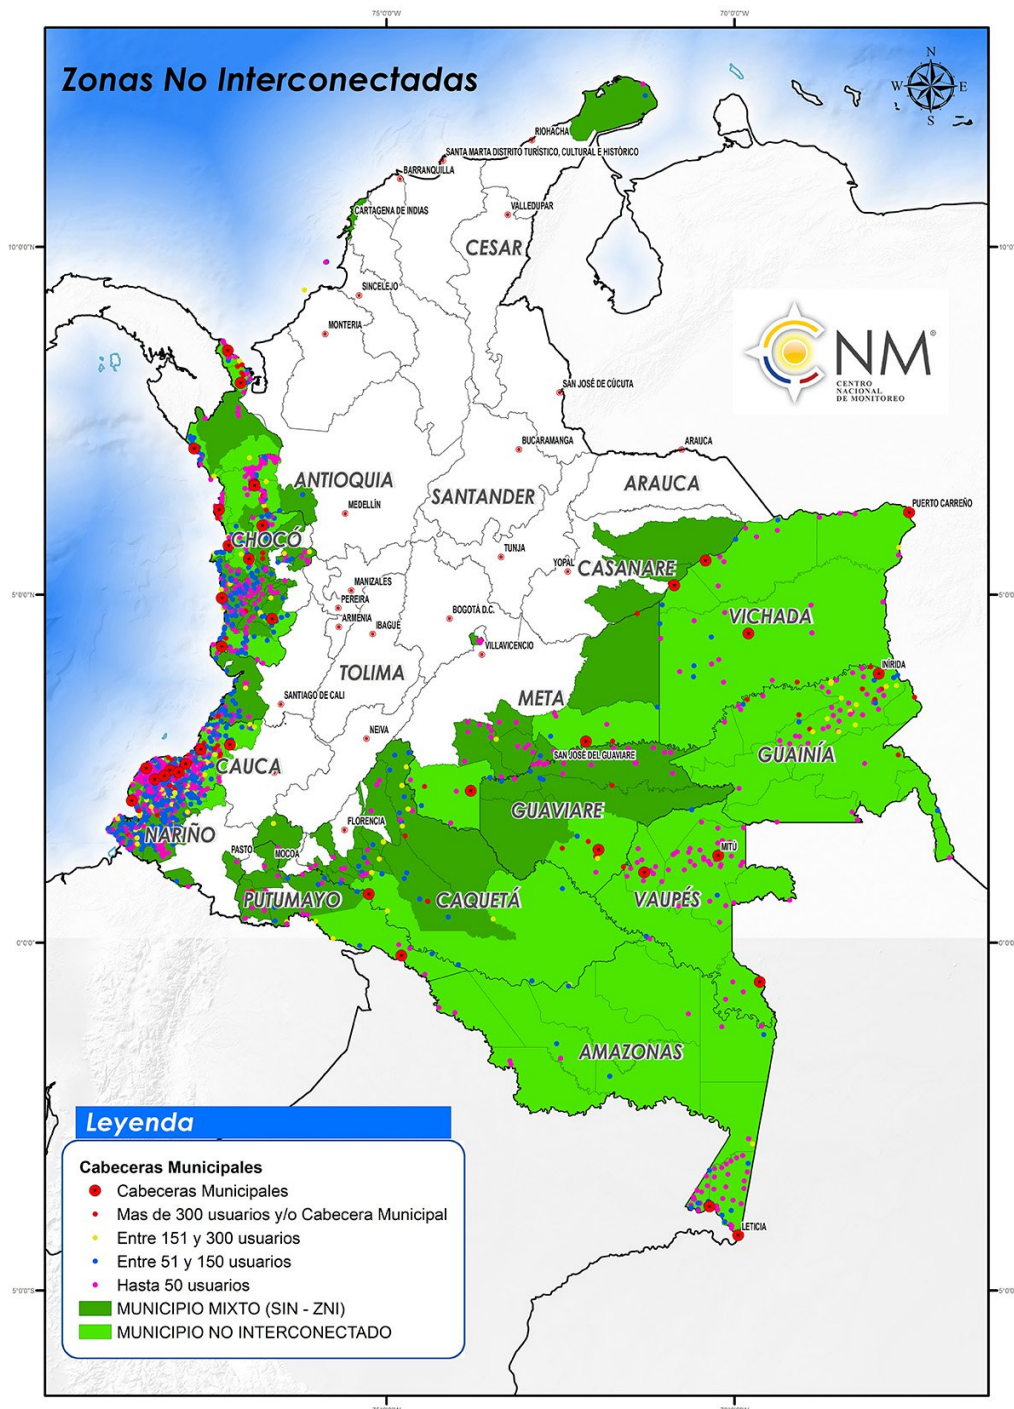 75°0'0"W
70°0'0"W
Zonas No Interconectadas
N
W
E
S
RIOHACHA
SANTA MARTA DISTRITO TURÍSTICO, CULTURAL E HISTÓRICO
BARRANQUILLA
CARTAGENA DE INDIAS
VALLEDUPAR
CESAR
10°0'0"N
SINCELEJO
MONTERIA
CNM®
CENTRO
NACIONAL
DE MONITOREO
SAN JOSÉ DE CÚCUTA
BUCARAMANGA
ARAUCA
ANTIOQUIA
SANTANDER
ARAUCA
MEDELLÍN
PUERTO CARREÑO
CHOCÓ
TUNJA
YOPAL
CASANARE
MANIZALES
5°0'0"N
PEREIRA
ARMENIA
IBAGUÉ
BOGOTÁ D.C.
VICHADA
VILLAVICENCIO
TOLIMA
INÍRIDA
SANTIAGO DE CALI
META
NEIVA
SAN JOSÉ DEL GUAVIARE
GUAINÍA
CAUCA
GUAVIARE
FLORENCIA
NARIÑO
PASTO
MOCOA
MITÚ
PUTUMAYO
CAQUETÁ
VAUPÉS
0°0'0"
AMAZONAS
LETICIA
Leyenda
Cabeceras Municipales
Cabeceras Municipales
Mas de 300 usuarios y/o Cabecera Municipal
Entre 151 y 300 usuarios
Entre 51 y 150 usuarios
Hasta 50 usuarios
MUNICIPIO MIXTO (SIN - ZNI)
MUNICIPIO NO INTERCONECTADO
5°0'0"S